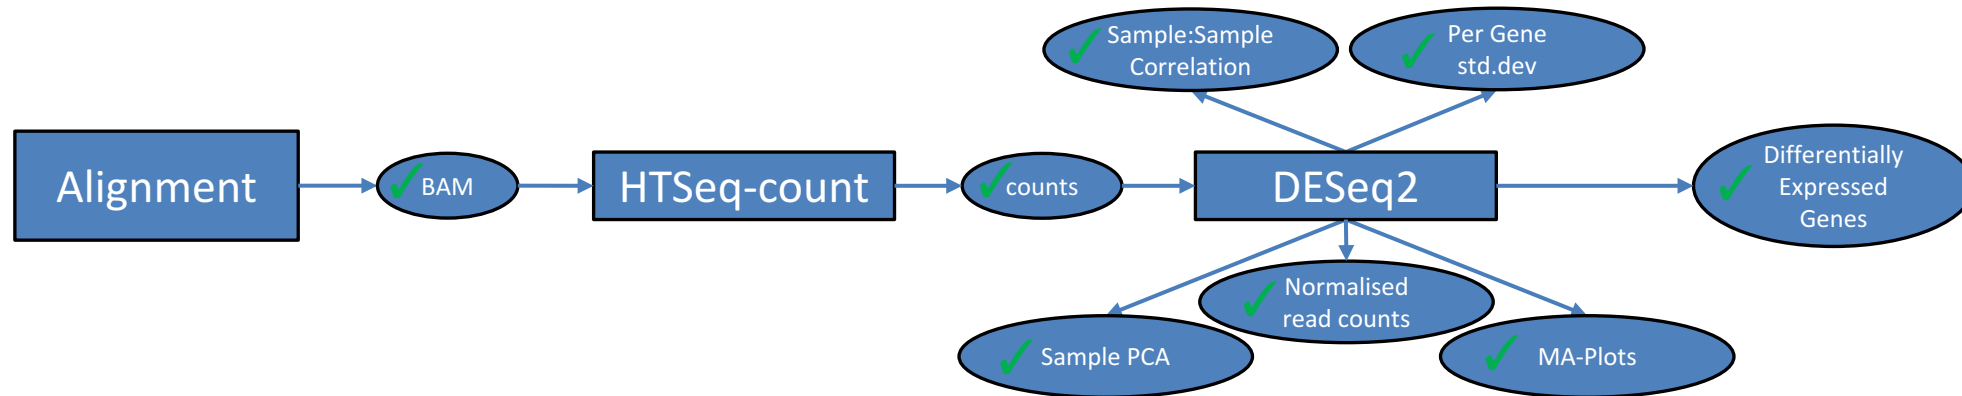 Sample:Sample
Correlation
Per Gene
std.dev
Alignment
BAM
HTSeq-count
counts
DESeq2
Differentially
Expressed
Genes
Normalised
read counts
Sample PCA
MA-Plots